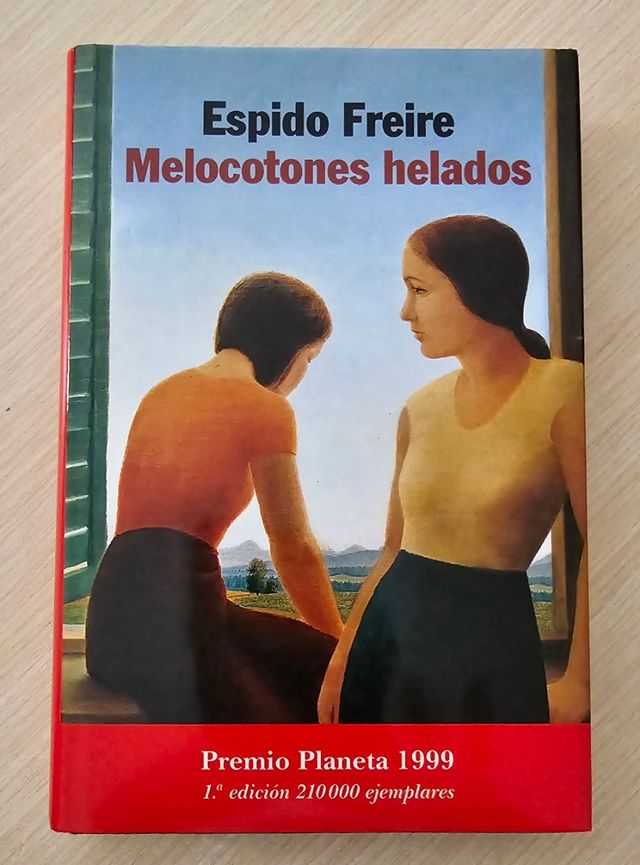 Espido Freire
Melocotones helados
Premio Planeta 1999
1.ª edición 210 000 ejemplares